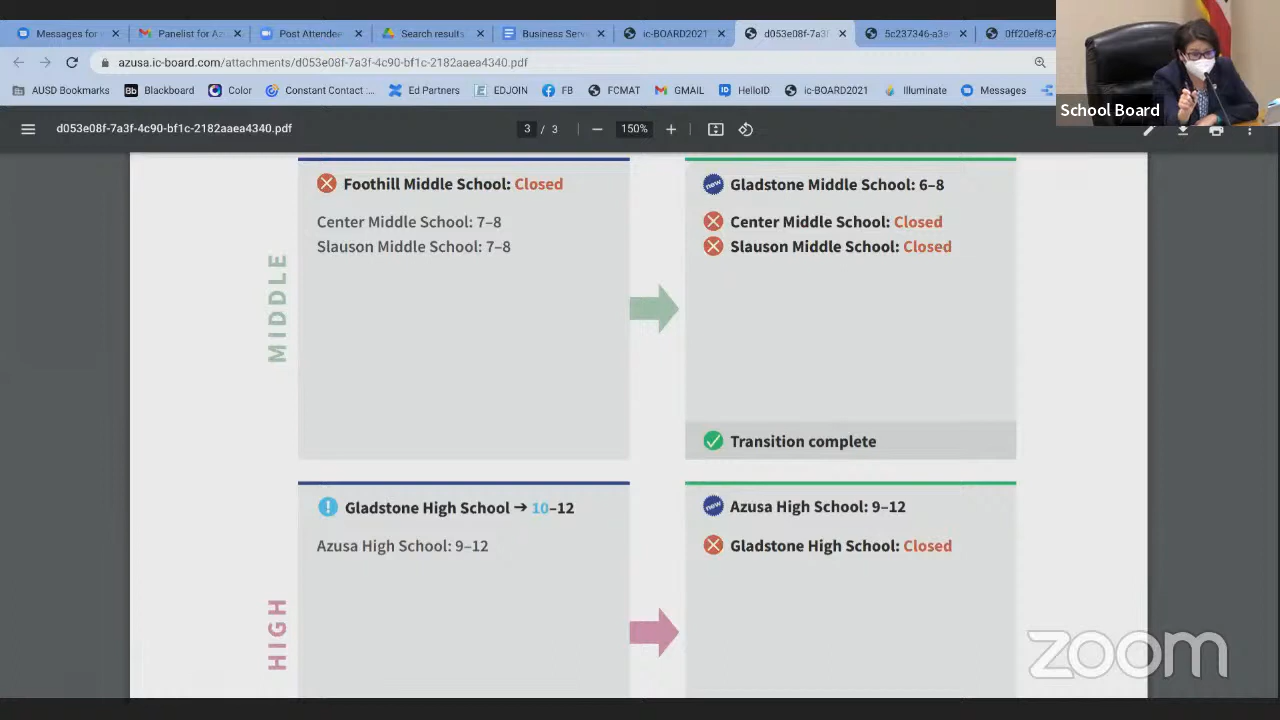 Messages for
Panelist for Az
Post Attendee
Search results
Business Serv
ic-BOARD2021
d053e08f-7a3f
5c237346-a3a
0ff20ef8-c7
azusa.ic-board.com/attachments/d053e08f-7a3f-4c90-bf1c-2182aaea4340.pdf
AUSD Bookmarks
Bb Blackboard
Color
Constant Contact ...
Ed Partners
EDJOIN
FB
FCMAT
GMAIL
HelloID
ic-BOARD2021
Illuminate
Messages
School Board
d053e08f-7a3f-4c90-bf1c-2182aaea4340.pdf
3 / 3
150%
MIDDLE
Foothill Middle School: Closed
Center Middle School: 7–8
Slauson Middle School: 7–8
new Gladstone Middle School: 6–8
Center Middle School: Closed
Slauson Middle School: Closed
Transition complete
HIGH
Gladstone High School → 10–12
Azusa High School: 9–12
new Azusa High School: 9–12
Gladstone High School: Closed
zoom